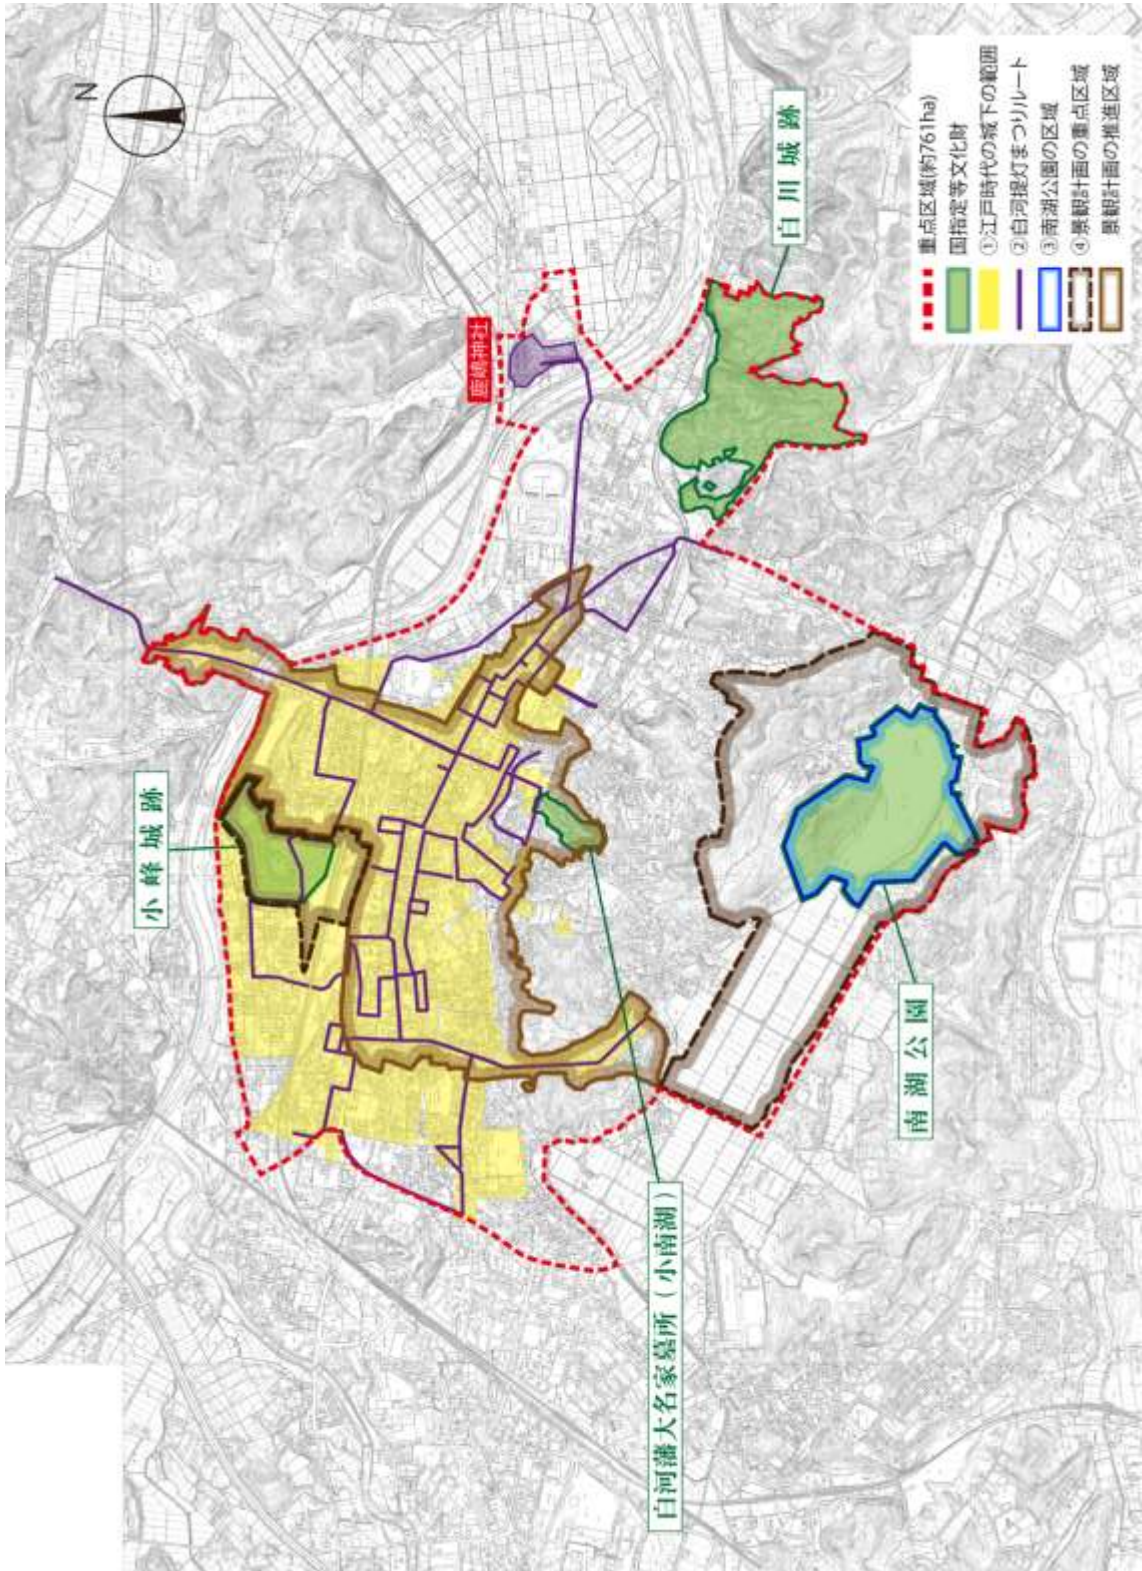 N
重点区域(約761ha)
国指定等文化財
①江戸時代の城下の範囲
②白河提灯まつりルート
③南湖公園の区域
④景観計画の重点区域
景観計画の推進区域
白川城跡
鹿嶋神社
小峰城跡
南湖公園
白河藩大名家墓所(小南湖)